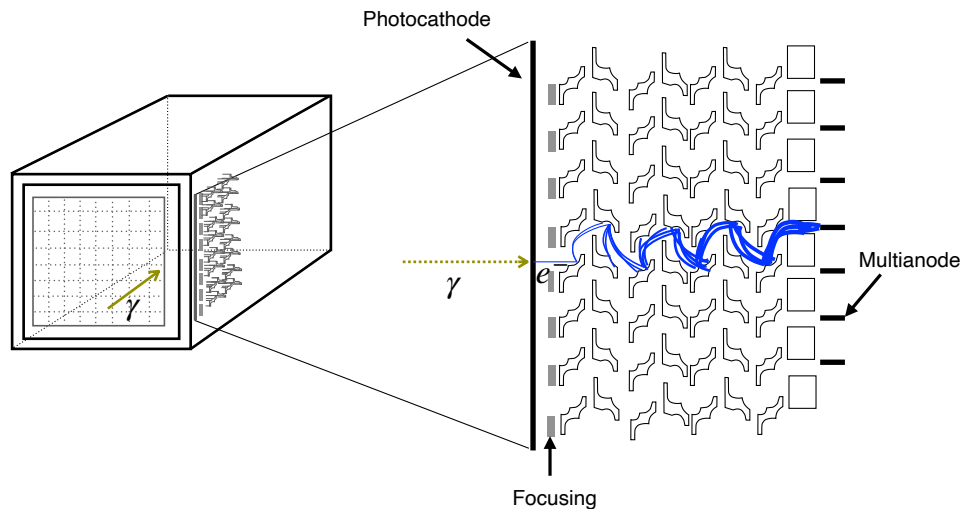 Photocathode
γ
γ
e−
Multianode
Focusing